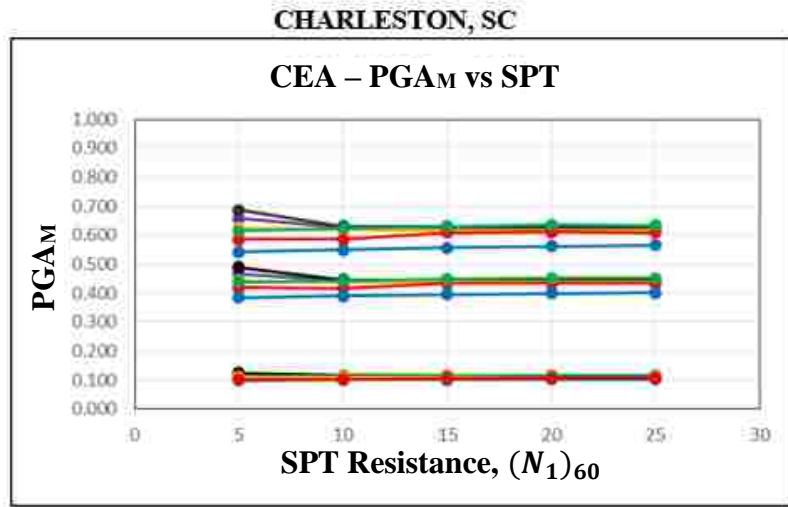 CHARLESTON, SC
CEA – PGAM vs SPT
1.000
0.900
0.800
0.700
0.600
0.500
0.400
0.300
0.200
0.100
0.000
PGAM
0 5 10 15 20 25 30
SPT Resistance, (N1)60